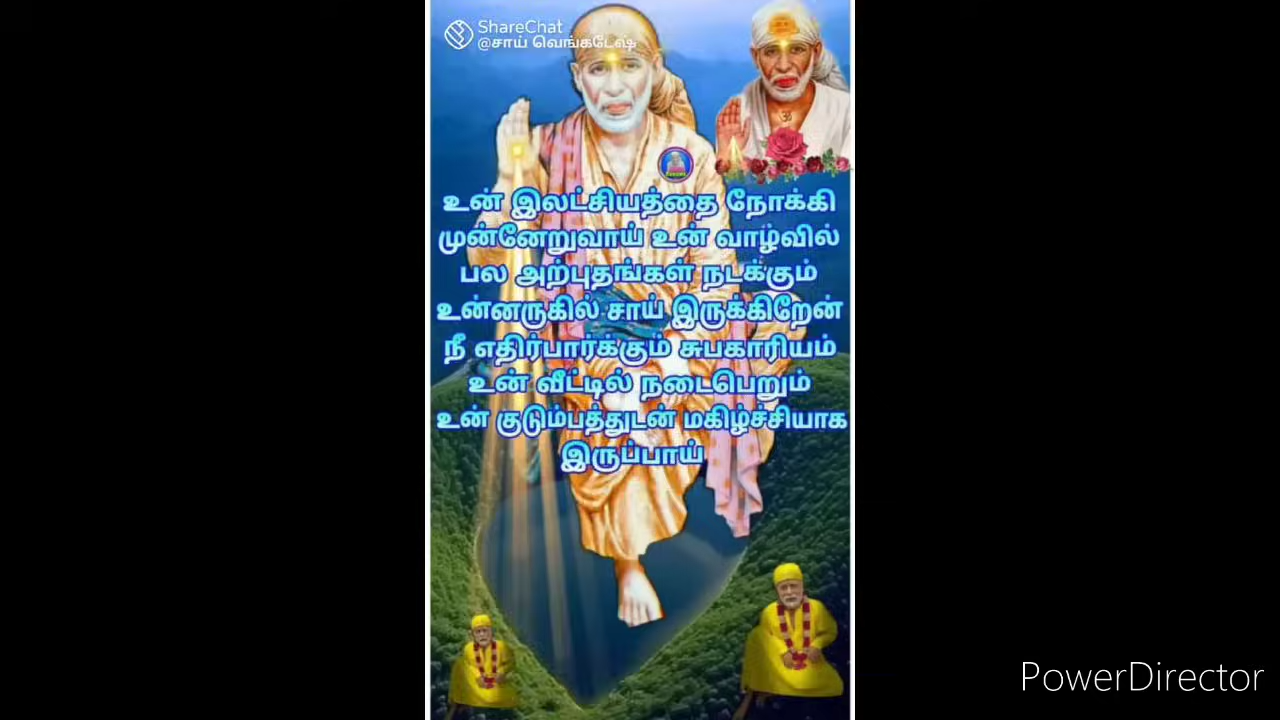 ShareChat
@சாய் வெங்கடேஷ்
உன் இலட்சியத்தை நோக்கி
முன்னேறுவாய் உன் வாழ்வில்
பல அற்புதங்கள் நடக்கும்
உன்னருகில் சாய் இருக்கிறேன்
நீ எதிர்பார்க்கும் சுபகாரியம்
உன் வீட்டில் நடைபெறும்
உன் குடும்பத்துடன் மகிழ்ச்சியாக
இருப்பாய்
ௐ
PowerDirector